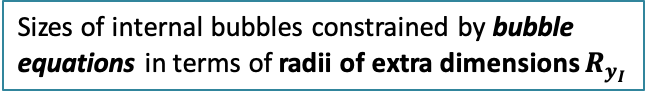 Sizes of internal bubbles constrained by bubble
equations in terms of radii of extra dimensions R_{y_I}